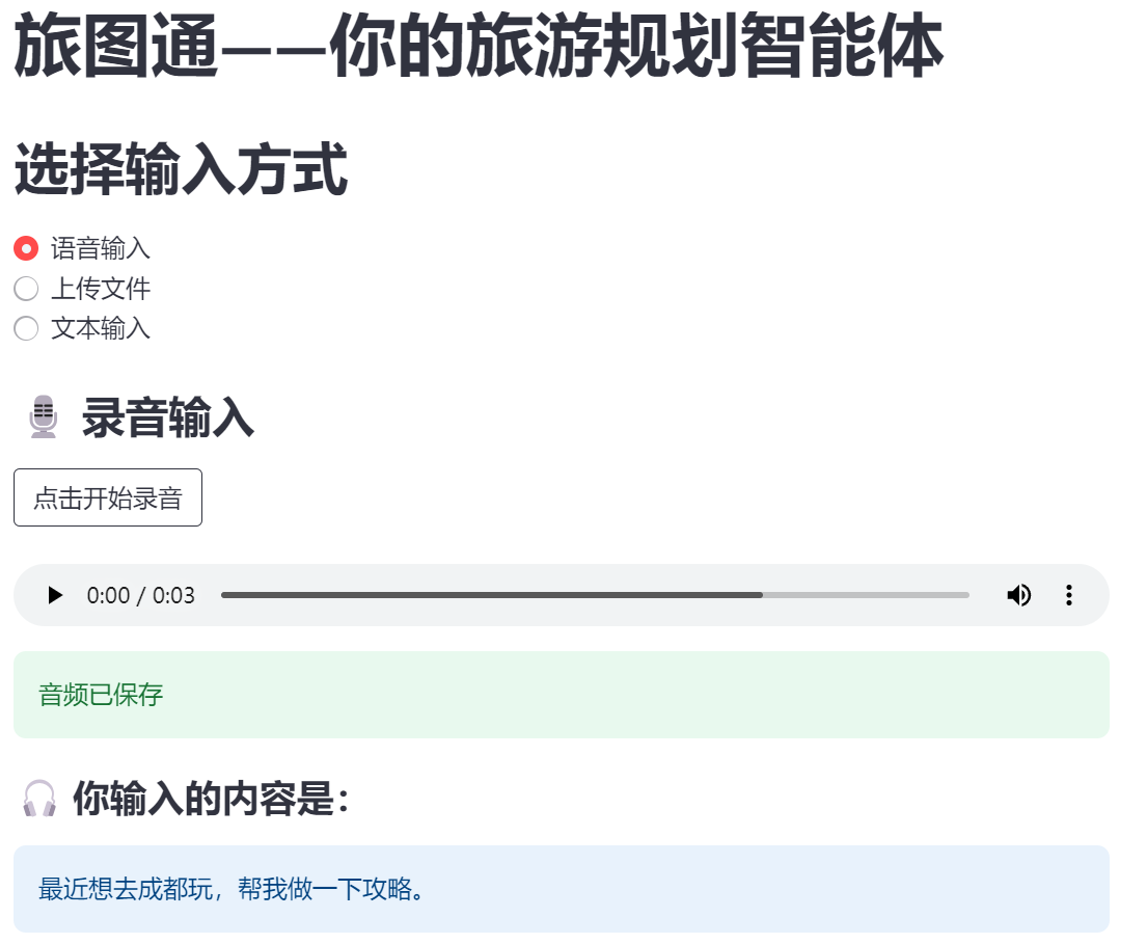 旅图通——你的旅游规划智能体
选择输入方式
语音输入
上传文件
文本输入
录音输入
点击开始录音
0:00 / 0:03
音频已保存
你输入的内容是：
最近想去成都玩，帮我做一下攻略。